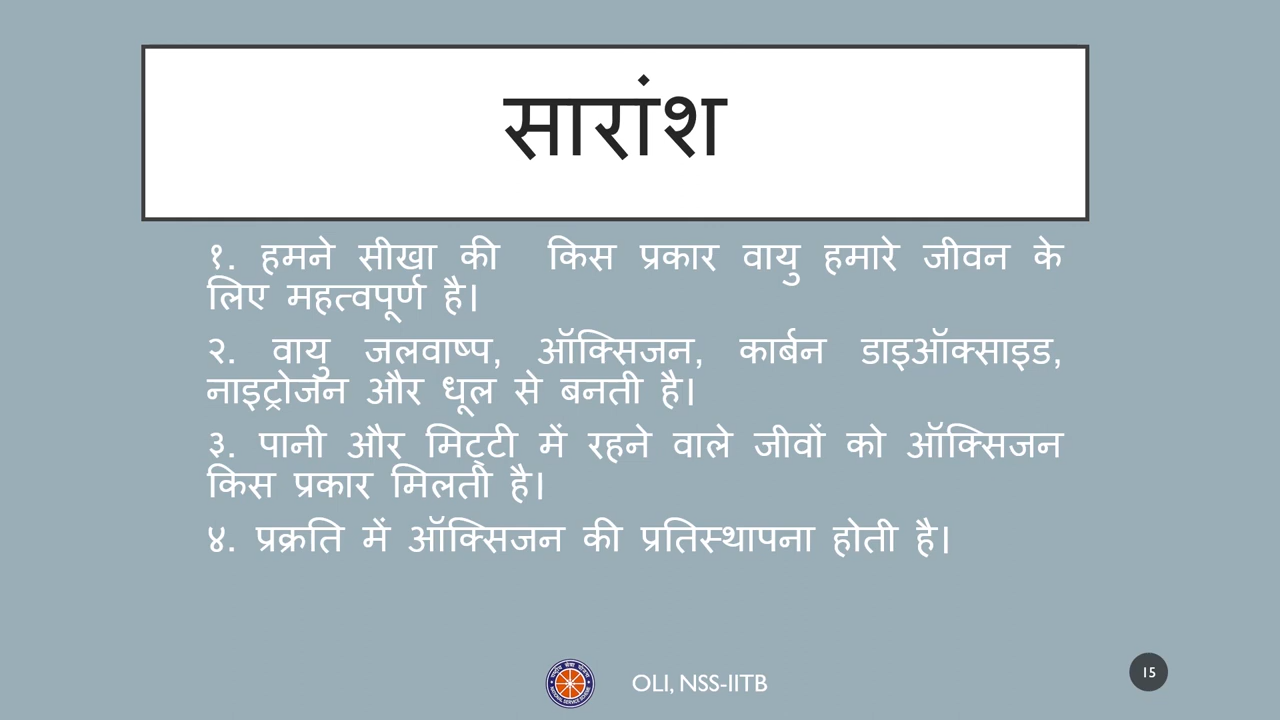 सारांश
१. हमने सीखा की किस प्रकार वायु हमारे जीवन के
लिए महत्वपूर्ण है।
२. वायु जलवाष्प, ऑक्सिजन, कार्बन डाइऑक्साइड,
नाइट्रोजन और धूल से बनती है।
३. पानी और मिट्टी में रहने वाले जीवों को ऑक्सिजन
किस प्रकार मिलती है।
४. प्रक्रति में ऑक्सिजन की प्रतिस्थापना होती है।
OLI, NSS-IITB
15